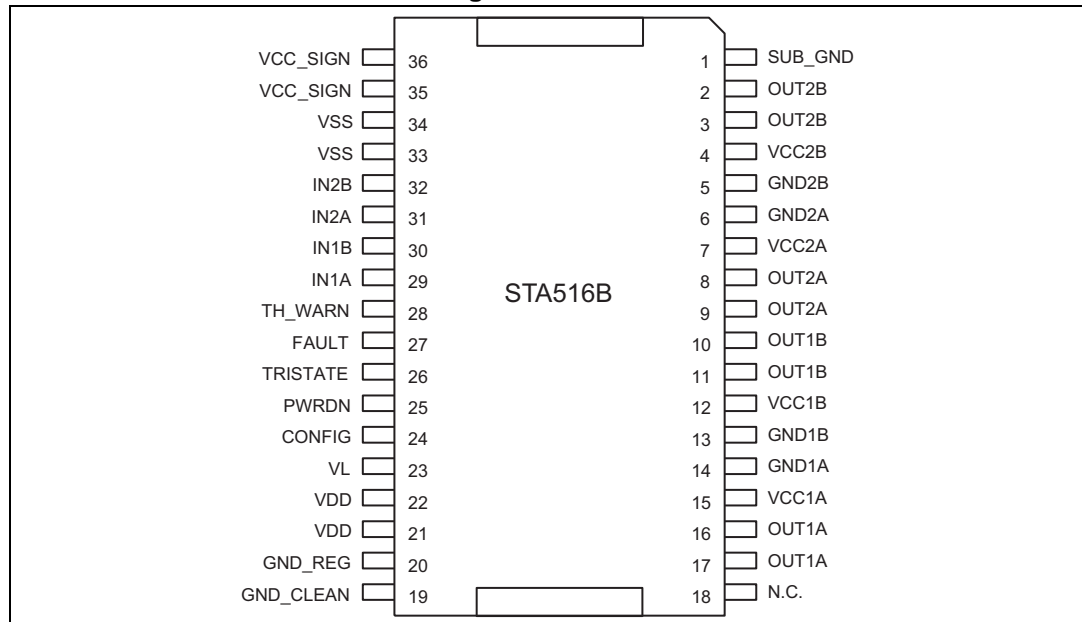 VCC_SIGN 36 1 SUB_GND
VCC_SIGN 35 2 OUT2B
VSS 34 3 OUT2B
VSS 33 4 VCC2B
IN2B 32 5 GND2B
IN2A 31 6 GND2A
IN1B 30 7 VCC2A
IN1A 29 8 OUT2A
STA516B
TH_WARN 28 9 OUT2A
FAULT 27 10 OUT1B
TRISTATE 26 11 OUT1B
PWRDN 25 12 VCC1B
CONFIG 24 13 GND1B
VL 23 14 GND1A
VDD 22 15 VCC1A
VDD 21 16 OUT1A
GND_REG 20 17 OUT1A
GND_CLEAN 19 18 N.C.